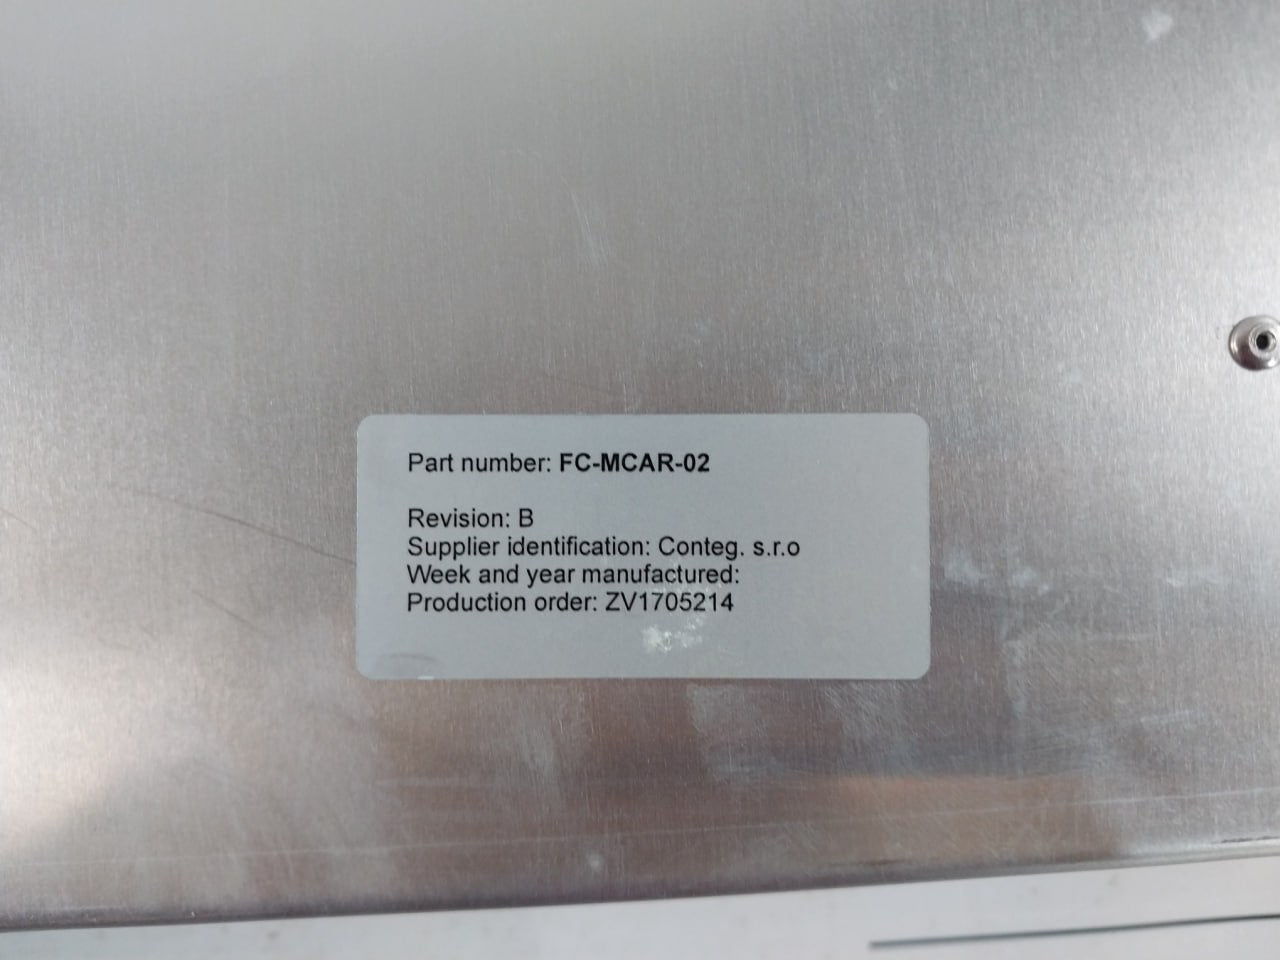 Part number: FC-MCAR-02
Revision: B
Supplier identification: Conteg. s.r.o
Week and year manufactured:
Production order: ZV1705214